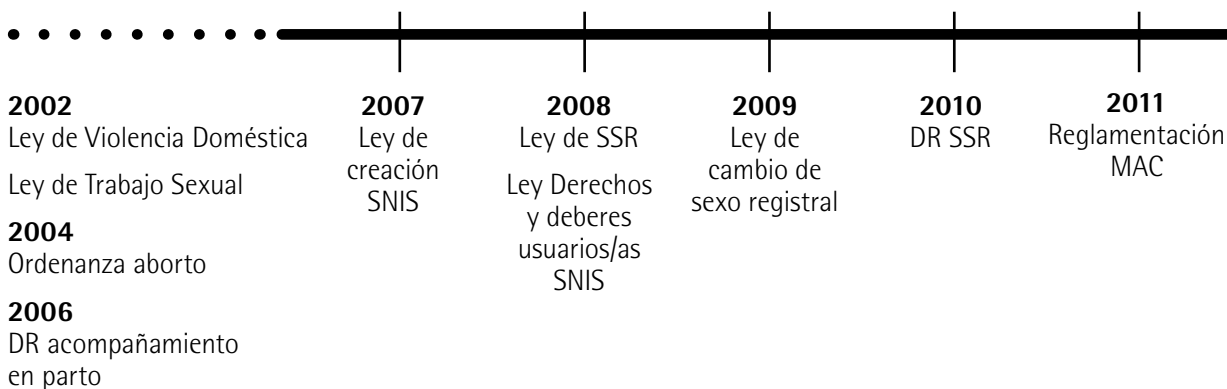 2002
Ley de Violencia Doméstica
Ley de Trabajo Sexual
2004
Ordenanza aborto
2006
DR acompañamiento
en parto
2007
Ley de
creación
SNIS
2008
Ley de SSR
Ley Derechos
y deberes
usuarios/as
SNIS
2009
Ley de
cambio de
sexo registral
2010
DR SSR
2011
Reglamentación
MAC